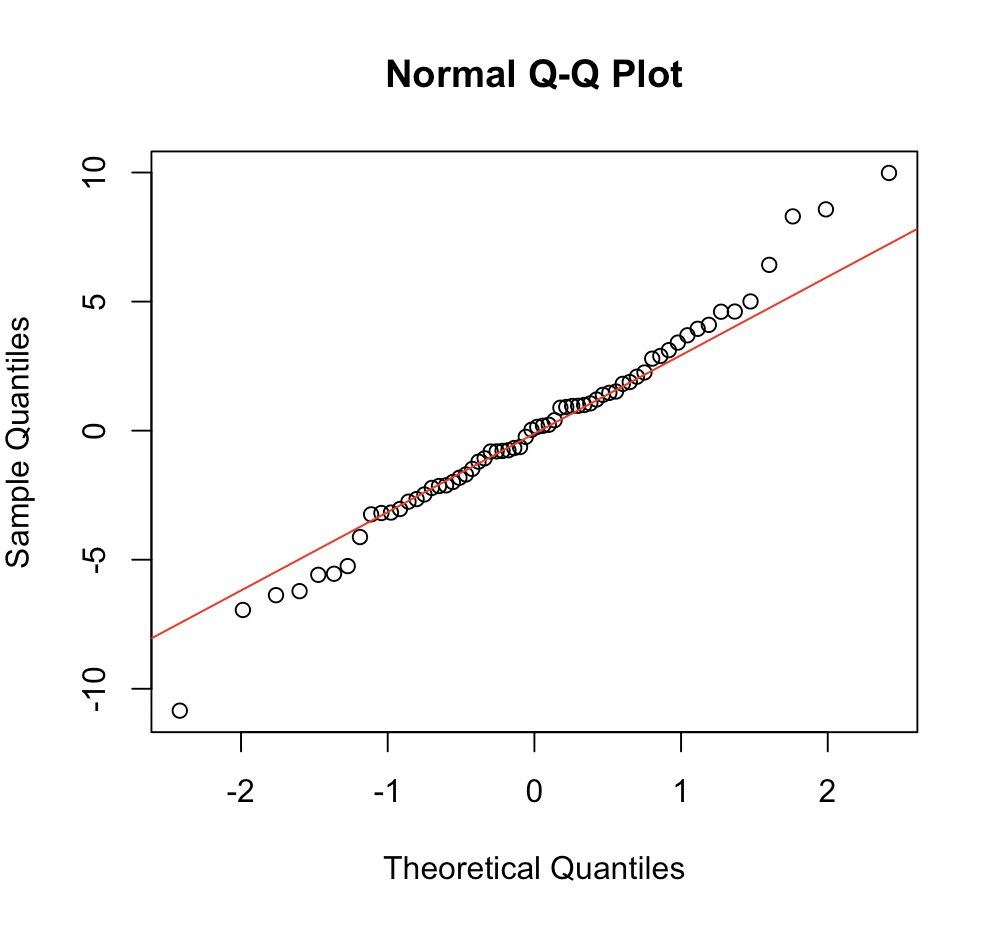 Normal Q-Q Plot
10
5
0
-5
-10
Sample Quantiles
-2 -1 0 1 2
Theoretical Quantiles